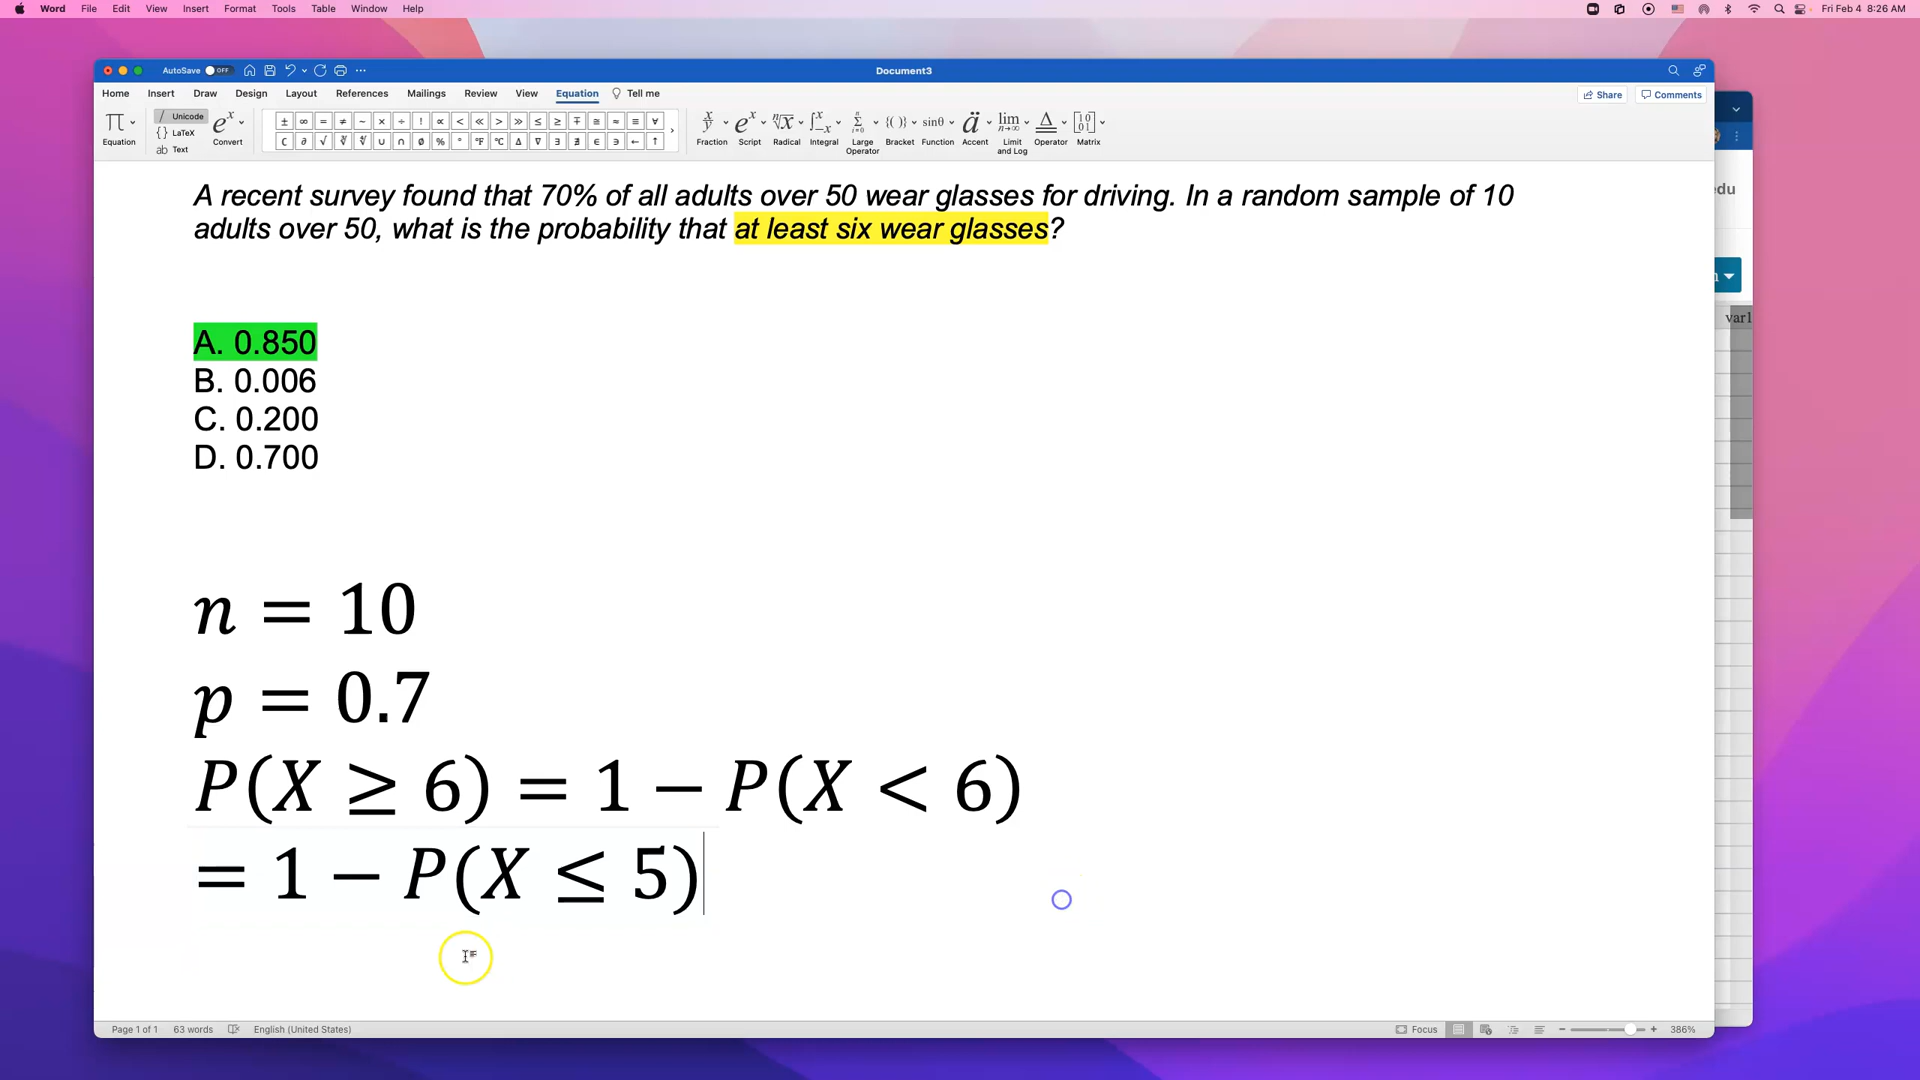 Word File Edit View Insert Format Tools Table Window Help Fri Feb 4 8:26 AM
AutoSave OFF Document3
Home Insert Draw Design Layout References Mailings Review View Equation Tell me Share Comments
Equation Unicode LaTeX Text Convert Fraction Script Radical Integral Large Operator Bracket Function Accent Limit and Log Operator Matrix
A recent survey found that 70% of all adults over 50 wear glasses for driving. In a random sample of 10
adults over 50, what is the probability that at least six wear glasses?
edu
var1
A. 0.850
B. 0.006
C. 0.200
D. 0.700
n = 10
p = 0.7
P(X ≥ 6) = 1 − P(X < 6)
= 1 − P(X ≤ 5)
Page 1 of 1 63 words English (United States) Focus 386%